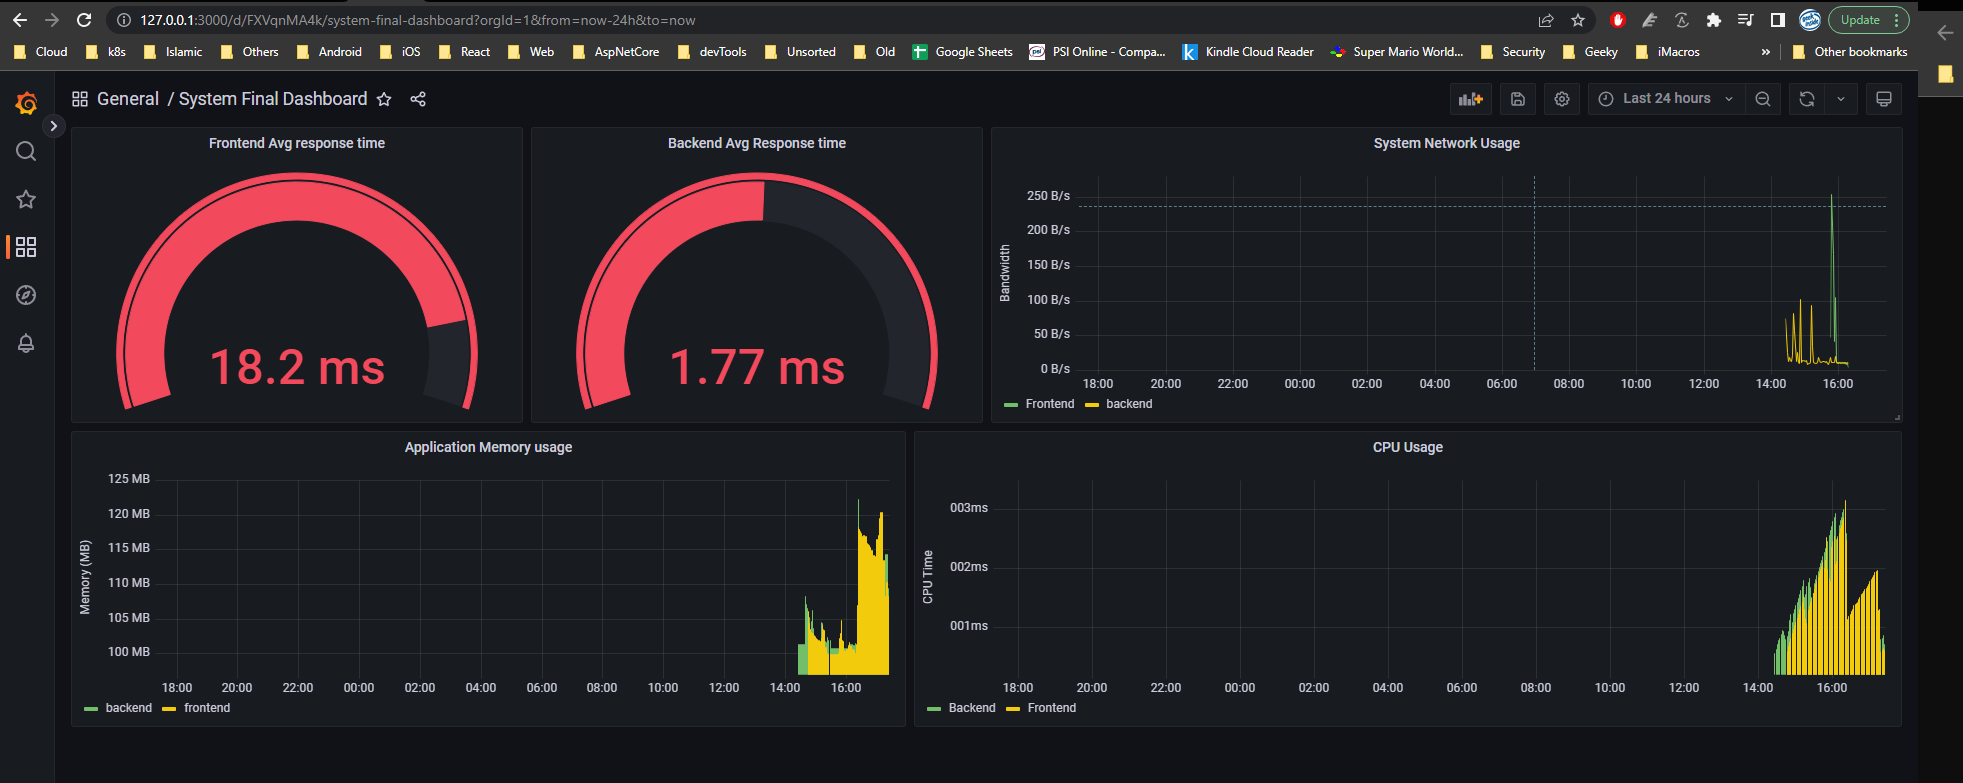 127.0.0.1:3000/d/FXVqnMA4k/system-final-dashboard?orgId=1&from=now-24h&to=now
Update
Cloud k8s Islamic Others Android iOS React Web AspNetCore devTools Unsorted Old Google Sheets PSI Online - Compa... Kindle Cloud Reader Super Mario World... Security Geeky iMacros » Other bookmarks
General / System Final Dashboard
Last 24 hours
Frontend Avg response time
18.2 ms
Backend Avg Response time
1.77 ms
System Network Usage
Bandwidth
250 B/s
200 B/s
150 B/s
100 B/s
50 B/s
0 B/s
18:00 20:00 22:00 00:00 02:00 04:00 06:00 08:00 10:00 12:00 14:00 16:00
Frontend backend
Application Memory usage
Memory (MB)
125 MB
120 MB
115 MB
110 MB
105 MB
100 MB
18:00 20:00 22:00 00:00 02:00 04:00 06:00 08:00 10:00 12:00 14:00 16:00
backend frontend
CPU Usage
CPU Time
003ms
002ms
001ms
18:00 20:00 22:00 00:00 02:00 04:00 06:00 08:00 10:00 12:00 14:00 16:00
Backend Frontend